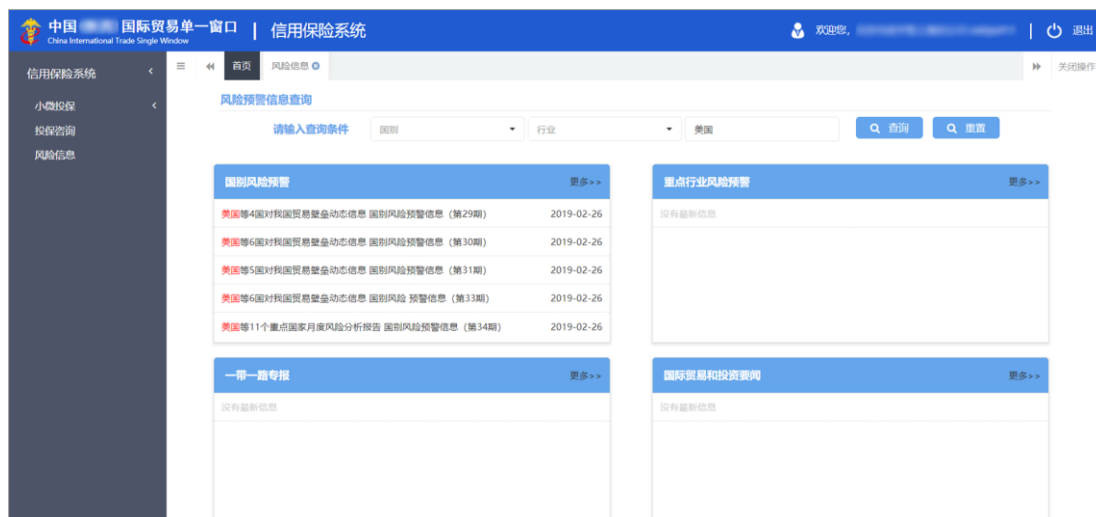 中国 国际贸易单一窗口 | 信用保险系统
China International Trade Single Window
欢迎您,
退出
信用保险系统
小微投保
投保咨询
风险信息
首页 风险信息 关闭操作
风险预警信息查询
请输入查询条件 国别 行业 美国 查询 重置
国别风险预警 更多>>
美国等4国对我国贸易壁垒动态信息 国别风险预警信息(第29期) 2019-02-26
美国等6国对我国贸易壁垒动态信息 国别风险预警信息(第30期) 2019-02-26
美国等5国对我国贸易壁垒动态信息 国别风险预警信息(第31期) 2019-02-26
美国等6国对我国贸易壁垒动态信息 国别风险 预警信息(第33期) 2019-02-26
美国等11个重点国家月度风险分析报告 国别风险预警信息(第34期) 2019-02-26
重点行业风险预警 更多>>
没有最新信息
一带一路专报 更多>>
没有最新信息
国际贸易和投资要闻 更多>>
没有最新信息